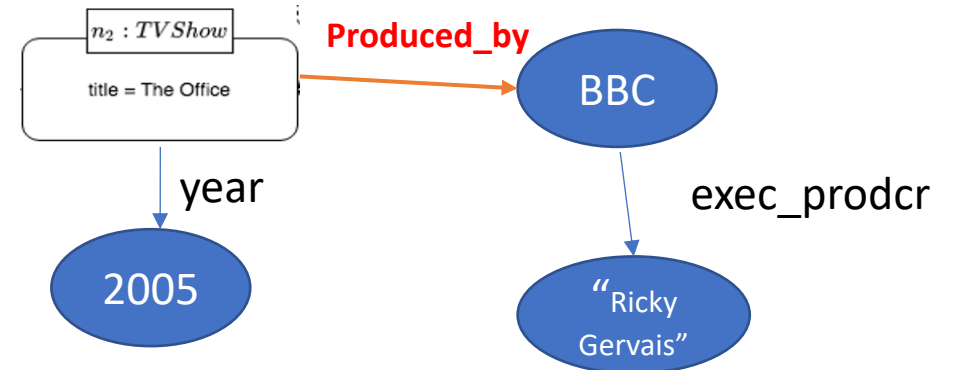 n₂ : TVShow
title = The Office
Produced_by
BBC
year
exec_prodcr
2005
“Ricky
Gervais”